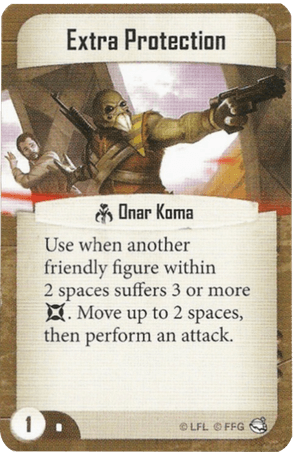 Extra Protection
Onar Koma
Use when another
friendly figure within
2 spaces suffers 3 or more
. Move up to 2 spaces,
then perform an attack.
1
© LFL © FFG